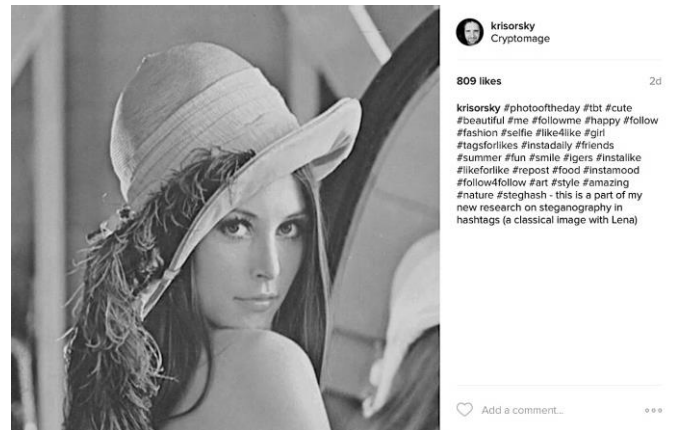 krisorsky
Cryptomage
809 likes
2d
krisorsky #photooftheday #tbt #cute
#beautiful #me #followme #happy #follow
#fashion #selfie #like4like #girl
#tagsforlikes #instadaily #friends
#summer #fun #smile #igers #instalike
#likeforlike #repost #food #instamood
#follow4follow #art #style #amazing
#nature #steghash - this is a part of my
new research on steganography in
hashtags (a classical image with Lena)
Add a comment...